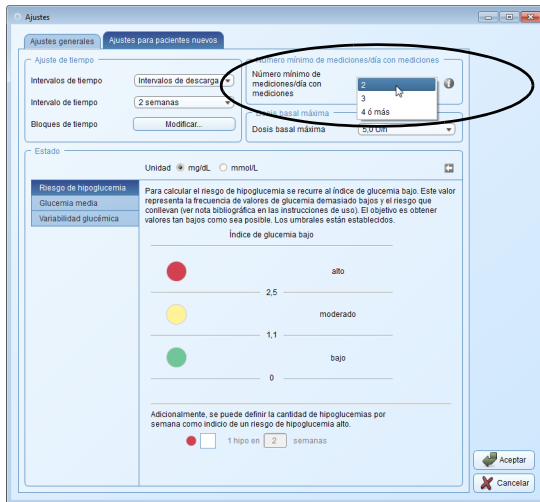 Ajustes
Ajustes generales
Ajustes para pacientes nuevos
Ajuste de tiempo
Intervalos de tiempo
Intervalos de descarga
Intervalo de tiempo
2 semanas
Bloques de tiempo
Modificar...
Número mínimo de mediciones/día con mediciones
Número mínimo de
mediciones/día con
mediciones
2
3
4 ó más
Dosis basal máxima
Dosis basal máxima
5,0 U/h
Estado
Unidad
mg/dL
mmol/L
Riesgo de hipoglucemia
Glucemia media
Variabilidad glucémica
Para calcular el riesgo de hipoglucemia se recurre al índice de glucemia bajo. Este valor
representa la frecuencia de valores de glucemia demasiado bajos y el riesgo que
conllevan (ver nota bibliográfica en las instrucciones de uso). El objetivo es obtener
valores tan bajos como sea posible. Los umbrales están establecidos.
Índice de glucemia bajo
alto
2,5
moderado
1,1
bajo
0
Adicionalmente, se puede definir la cantidad de hipoglucemias por
semana como indicio de un riesgo de hipoglucemia alto.
1 hipo en 2 semanas
Aceptar
Cancelar